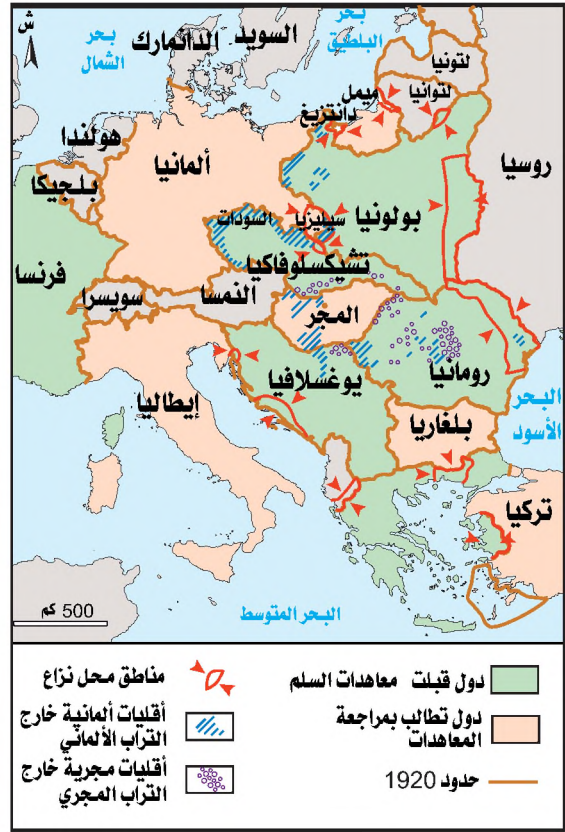 ش
بحر
الشمال
الدانمارك
السويد
بحر
البلطيق
لتونيا
لتوانيا
ميمل
دانتزيغ
روسيا
هولندا
بلجيكا
ألمانيا
بولونيا
السودات
سيليزيا
تشيكسلوفاكيا
فرنسا
سويسرا
النمسا
المجر
رومانيا
يوغسلافيا
إيطاليا
بلغاريا
البحر
الأسود
تركيا
البحر المتوسط
500 كم
دول قبلت معاهدات السلم
دول تطالب بمراجعة
المعاهدات
حدود 1920
مناطق محل نزاع
أقليات ألمانية خارج
التراب الألماني
أقليات مجرية خارج
التراب المجري